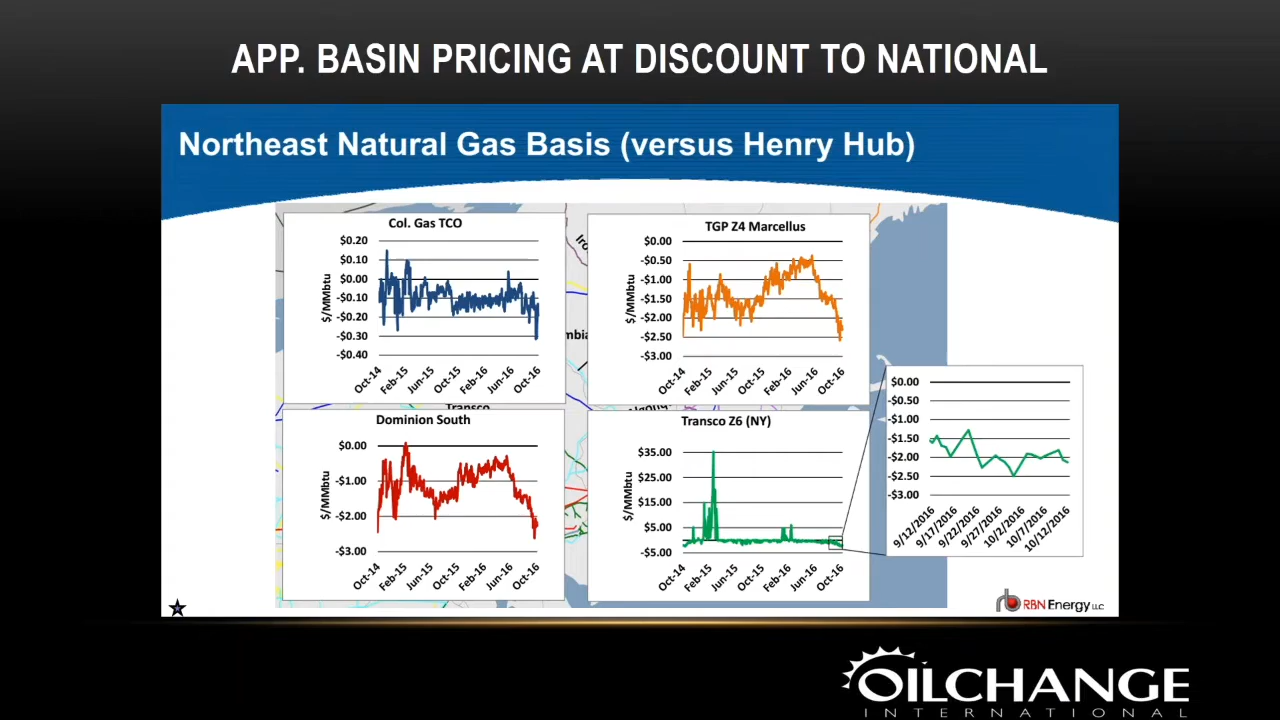 APP. BASIN PRICING AT DISCOUNT TO NATIONAL
Northeast Natural Gas Basis (versus Henry Hub)
Col. Gas TCO
$/MMbtu
$0.20
$0.10
$0.00
-$0.10
-$0.20
-$0.30
-$0.40
Oct-14
Feb-15
Jun-15
Oct-15
Feb-16
Jun-16
Oct-16
TGP Z4 Marcellus
$/MMbtu
$0.00
-$0.50
-$1.00
-$1.50
-$2.00
-$2.50
-$3.00
Oct-14
Feb-15
Jun-15
Oct-15
Feb-16
Jun-16
Oct-16
Transco
Dominion South
$/MMbtu
$0.00
-$1.00
-$2.00
-$3.00
Oct-14
Feb-15
Jun-15
Oct-15
Feb-16
Jun-16
Oct-16
Transco Z6 (NY)
$/MMbtu
$35.00
$25.00
$15.00
$5.00
-$5.00
Oct-14
Feb-15
Jun-15
Oct-15
Feb-16
Jun-16
Oct-16
$0.00
-$0.50
-$1.00
-$1.50
-$2.00
-$2.50
-$3.00
9/12/2016
9/17/2016
9/22/2016
9/27/2016
10/2/2016
10/7/2016
10/12/2016
RBN Energy LLC
OILCHANGE
INTERNATIONAL